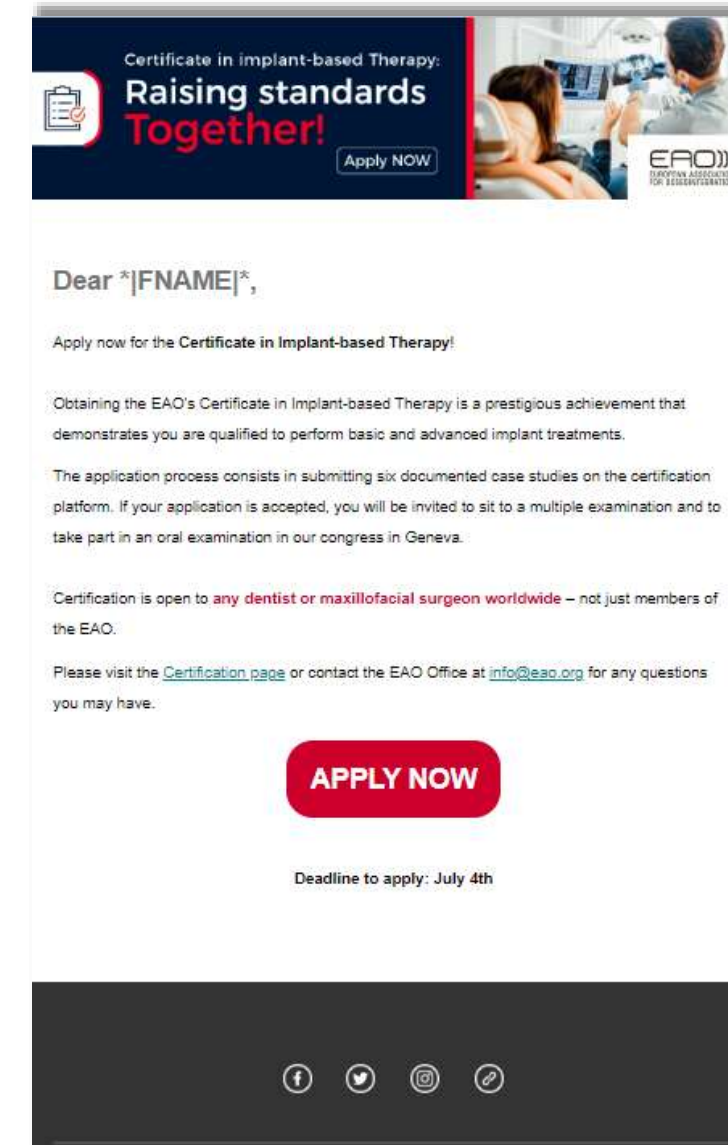 Certificate in implant-based Therapy:
Raising standards
Together!
Apply NOW
EAO))
EUROPEAN ASSOCIATIO
FOR OSSEOINTEGRATIO
Dear *|FNAME|*,
Apply now for the Certificate in Implant-based Therapy!
Obtaining the EAO's Certificate in Implant-based Therapy is a prestigious achievement that
demonstrates you are qualified to perform basic and advanced implant treatments.
The application process consists in submitting six documented case studies on the certification
platform. If your application is accepted, you will be invited to sit to a multiple examination and to
take part in an oral examination in our congress in Geneva.
Certification is open to any dentist or maxillofacial surgeon worldwide – not just members of
the EAO.
Please visit the Certification page or contact the EAO Office at info@eao.org for any questions
you may have.
APPLY NOW
Deadline to apply: July 4th